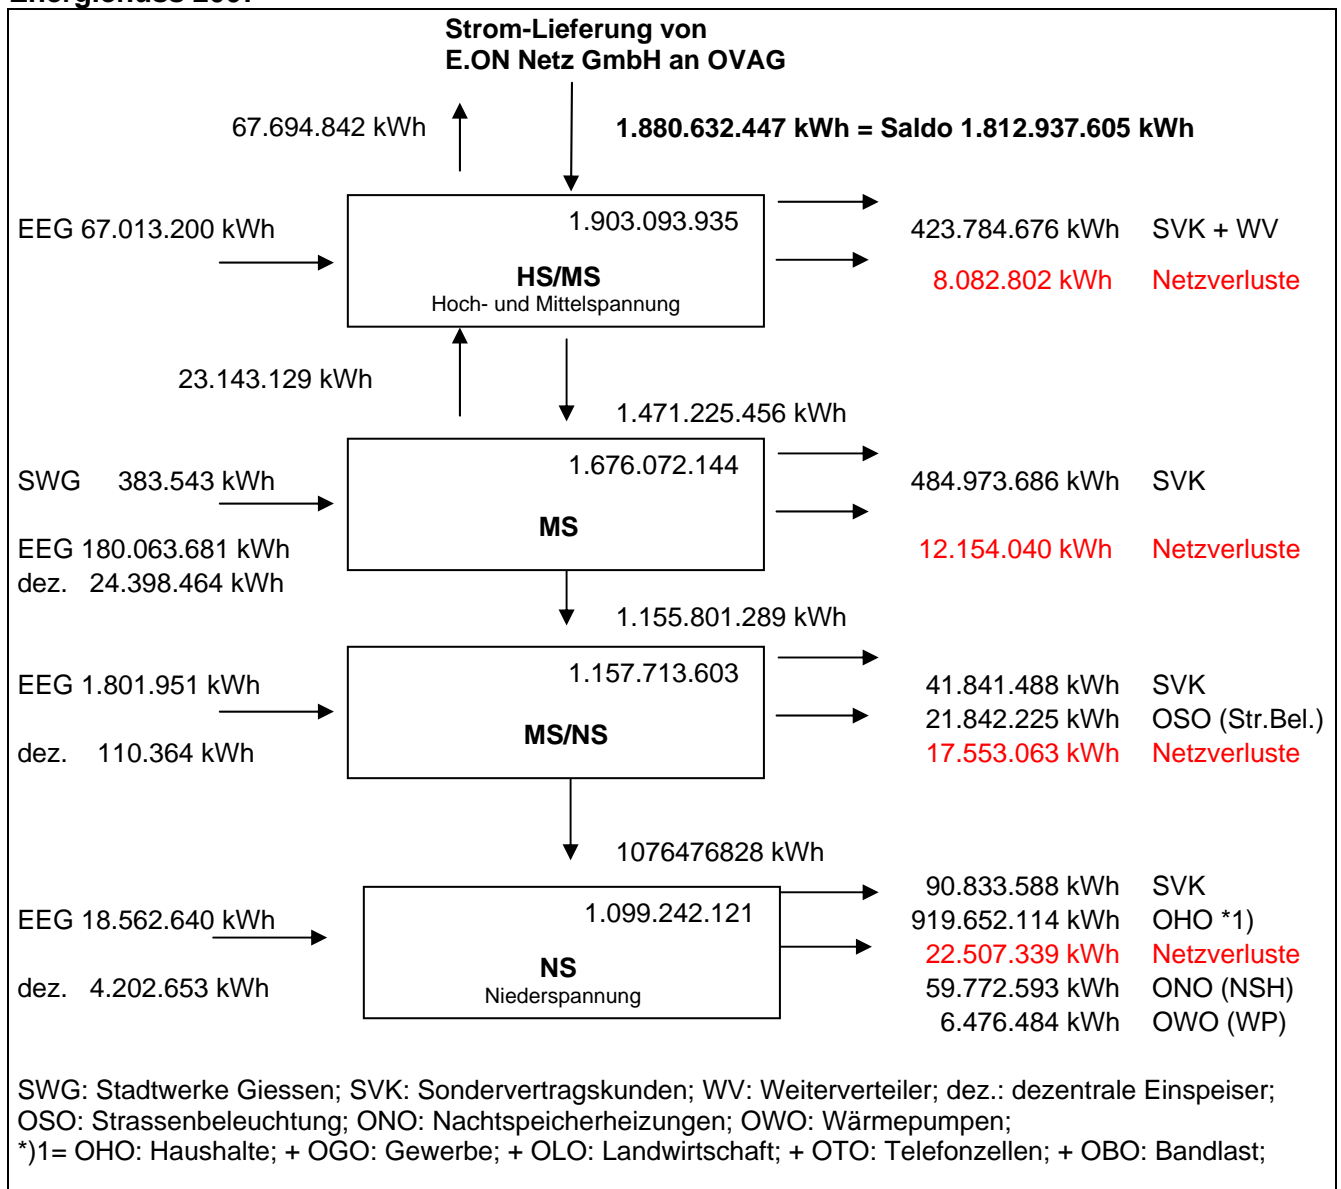 Strom-Lieferung von
E.ON Netz GmbH an OVAG
67.694.842 kWh
1.880.632.447 kWh = Saldo 1.812.937.605 kWh
EEG 67.013.200 kWh
1.903.093.935
HS/MS
Hoch- und Mittelspannung
423.784.676 kWh SVK + WV
8.082.802 kWh Netzverluste
23.143.129 kWh
1.471.225.456 kWh
SWG 383.543 kWh
EEG 180.063.681 kWh
dez. 24.398.464 kWh
1.676.072.144
MS
484.973.686 kWh SVK
12.154.040 kWh Netzverluste
1.155.801.289 kWh
EEG 1.801.951 kWh
dez. 110.364 kWh
1.157.713.603
MS/NS
41.841.488 kWh SVK
21.842.225 kWh OSO (Str.Bel.)
17.553.063 kWh Netzverluste
1076476828 kWh
EEG 18.562.640 kWh
dez. 4.202.653 kWh
1.099.242.121
NS
Niederspannung
90.833.588 kWh SVK
919.652.114 kWh OHO *1)
22.507.339 kWh Netzverluste
59.772.593 kWh ONO (NSH)
6.476.484 kWh OWO (WP)
SWG: Stadtwerke Giessen; SVK: Sondervertragskunden; WV: Weiterverteiler; dez.: dezentrale Einspeiser;
OSO: Strassenbeleuchtung; ONO: Nachtspeicherheizungen; OWO: Wärmepumpen;
*)1= OHO: Haushalte; + OGO: Gewerbe; + OLO: Landwirtschaft; + OTO: Telefonzellen; + OBO: Bandlast;